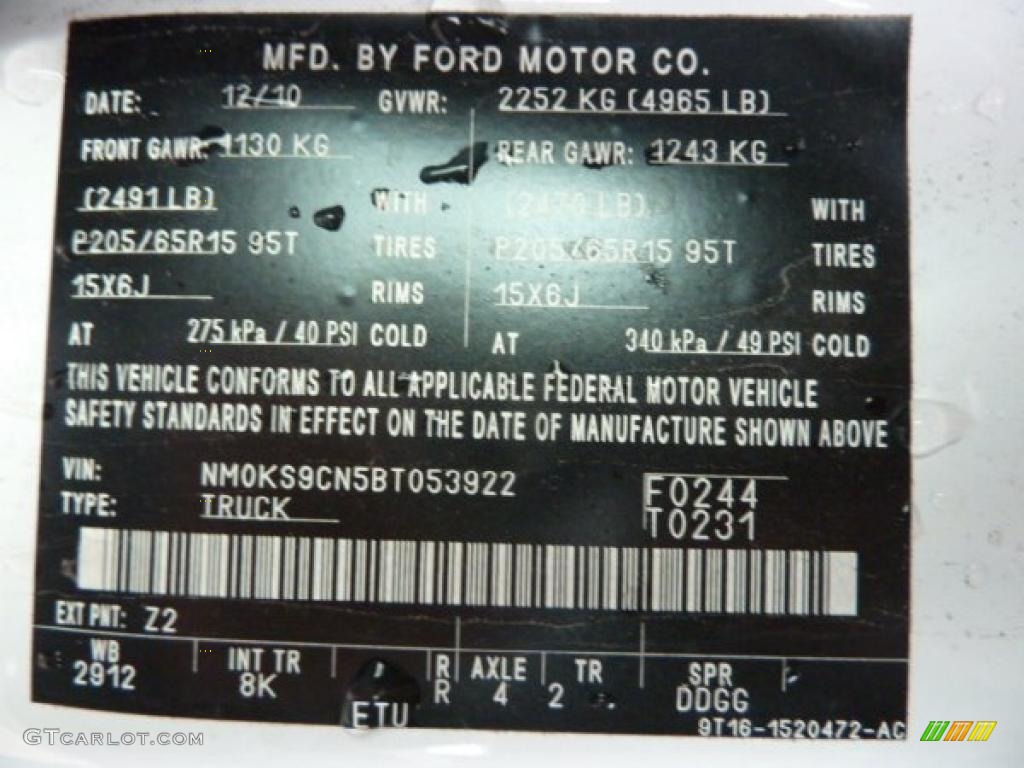 MFD. BY FORD MOTOR CO.
DATE: 12/10 GVWR: 2252 KG (4965 LB)
FRONT GAWR: 1130 KG REAR GAWR: 1243 KG
(2491 LB) WITH (2470 LB) WITH
P205/65R15 95T TIRES P205/65R15 95T TIRES
15X6J RIMS 15X6J RIMS
AT 275 kPa / 40 PSI COLD AT 340 kPa / 49 PSI COLD
THIS VEHICLE CONFORMS TO ALL APPLICABLE FEDERAL MOTOR VEHICLE
SAFETY STANDARDS IN EFFECT ON THE DATE OF MANUFACTURE SHOWN ABOVE
VIN: NM0KS9CN5BT053922 F0244
TYPE: TRUCK T0231
EXT PNT: Z2
WB INT TR R AXLE TR SPR
2912 8K R 4 2 DDGG
ETU
9T16-1520472-AC
GTCarLot.com